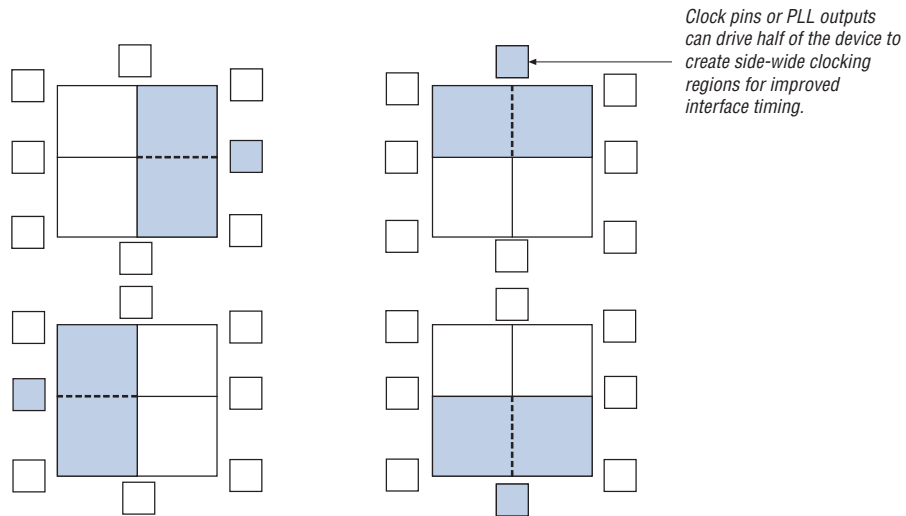 Clock pins or PLL outputs
can drive half of the device to
create side-wide clocking
regions for improved
interface timing.